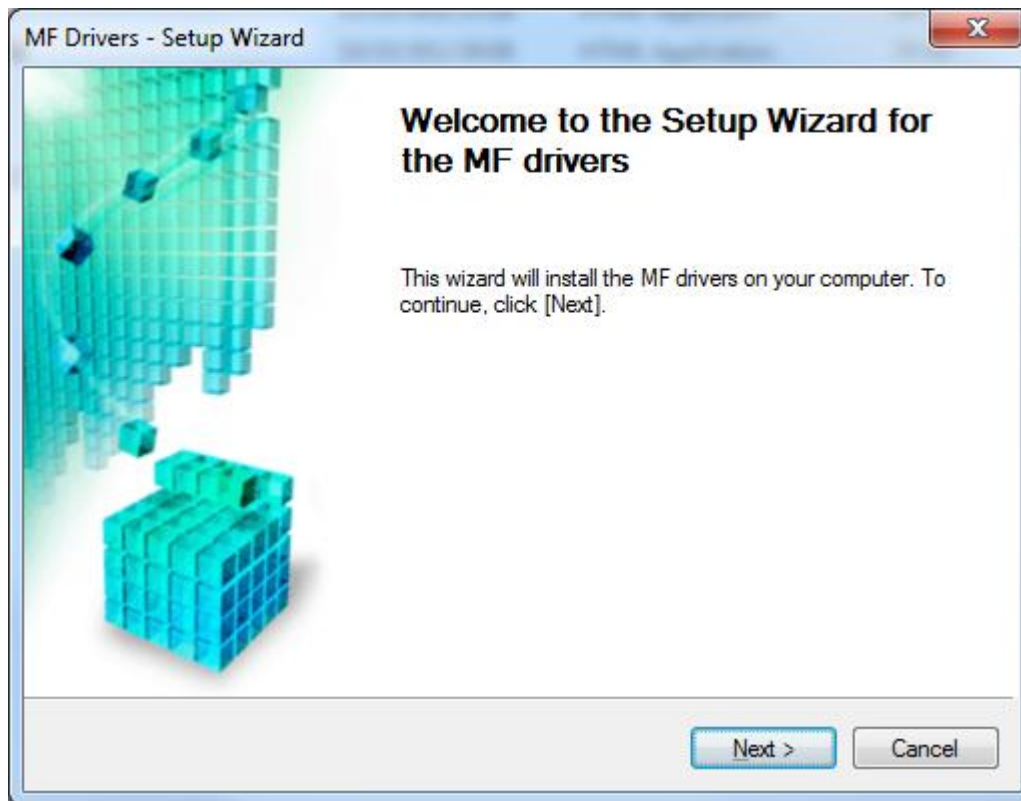 MF Drivers - Setup Wizard
Welcome to the Setup Wizard for
the MF drivers
This wizard will install the MF drivers on your computer. To
continue, click [Next].
Next >
Cancel